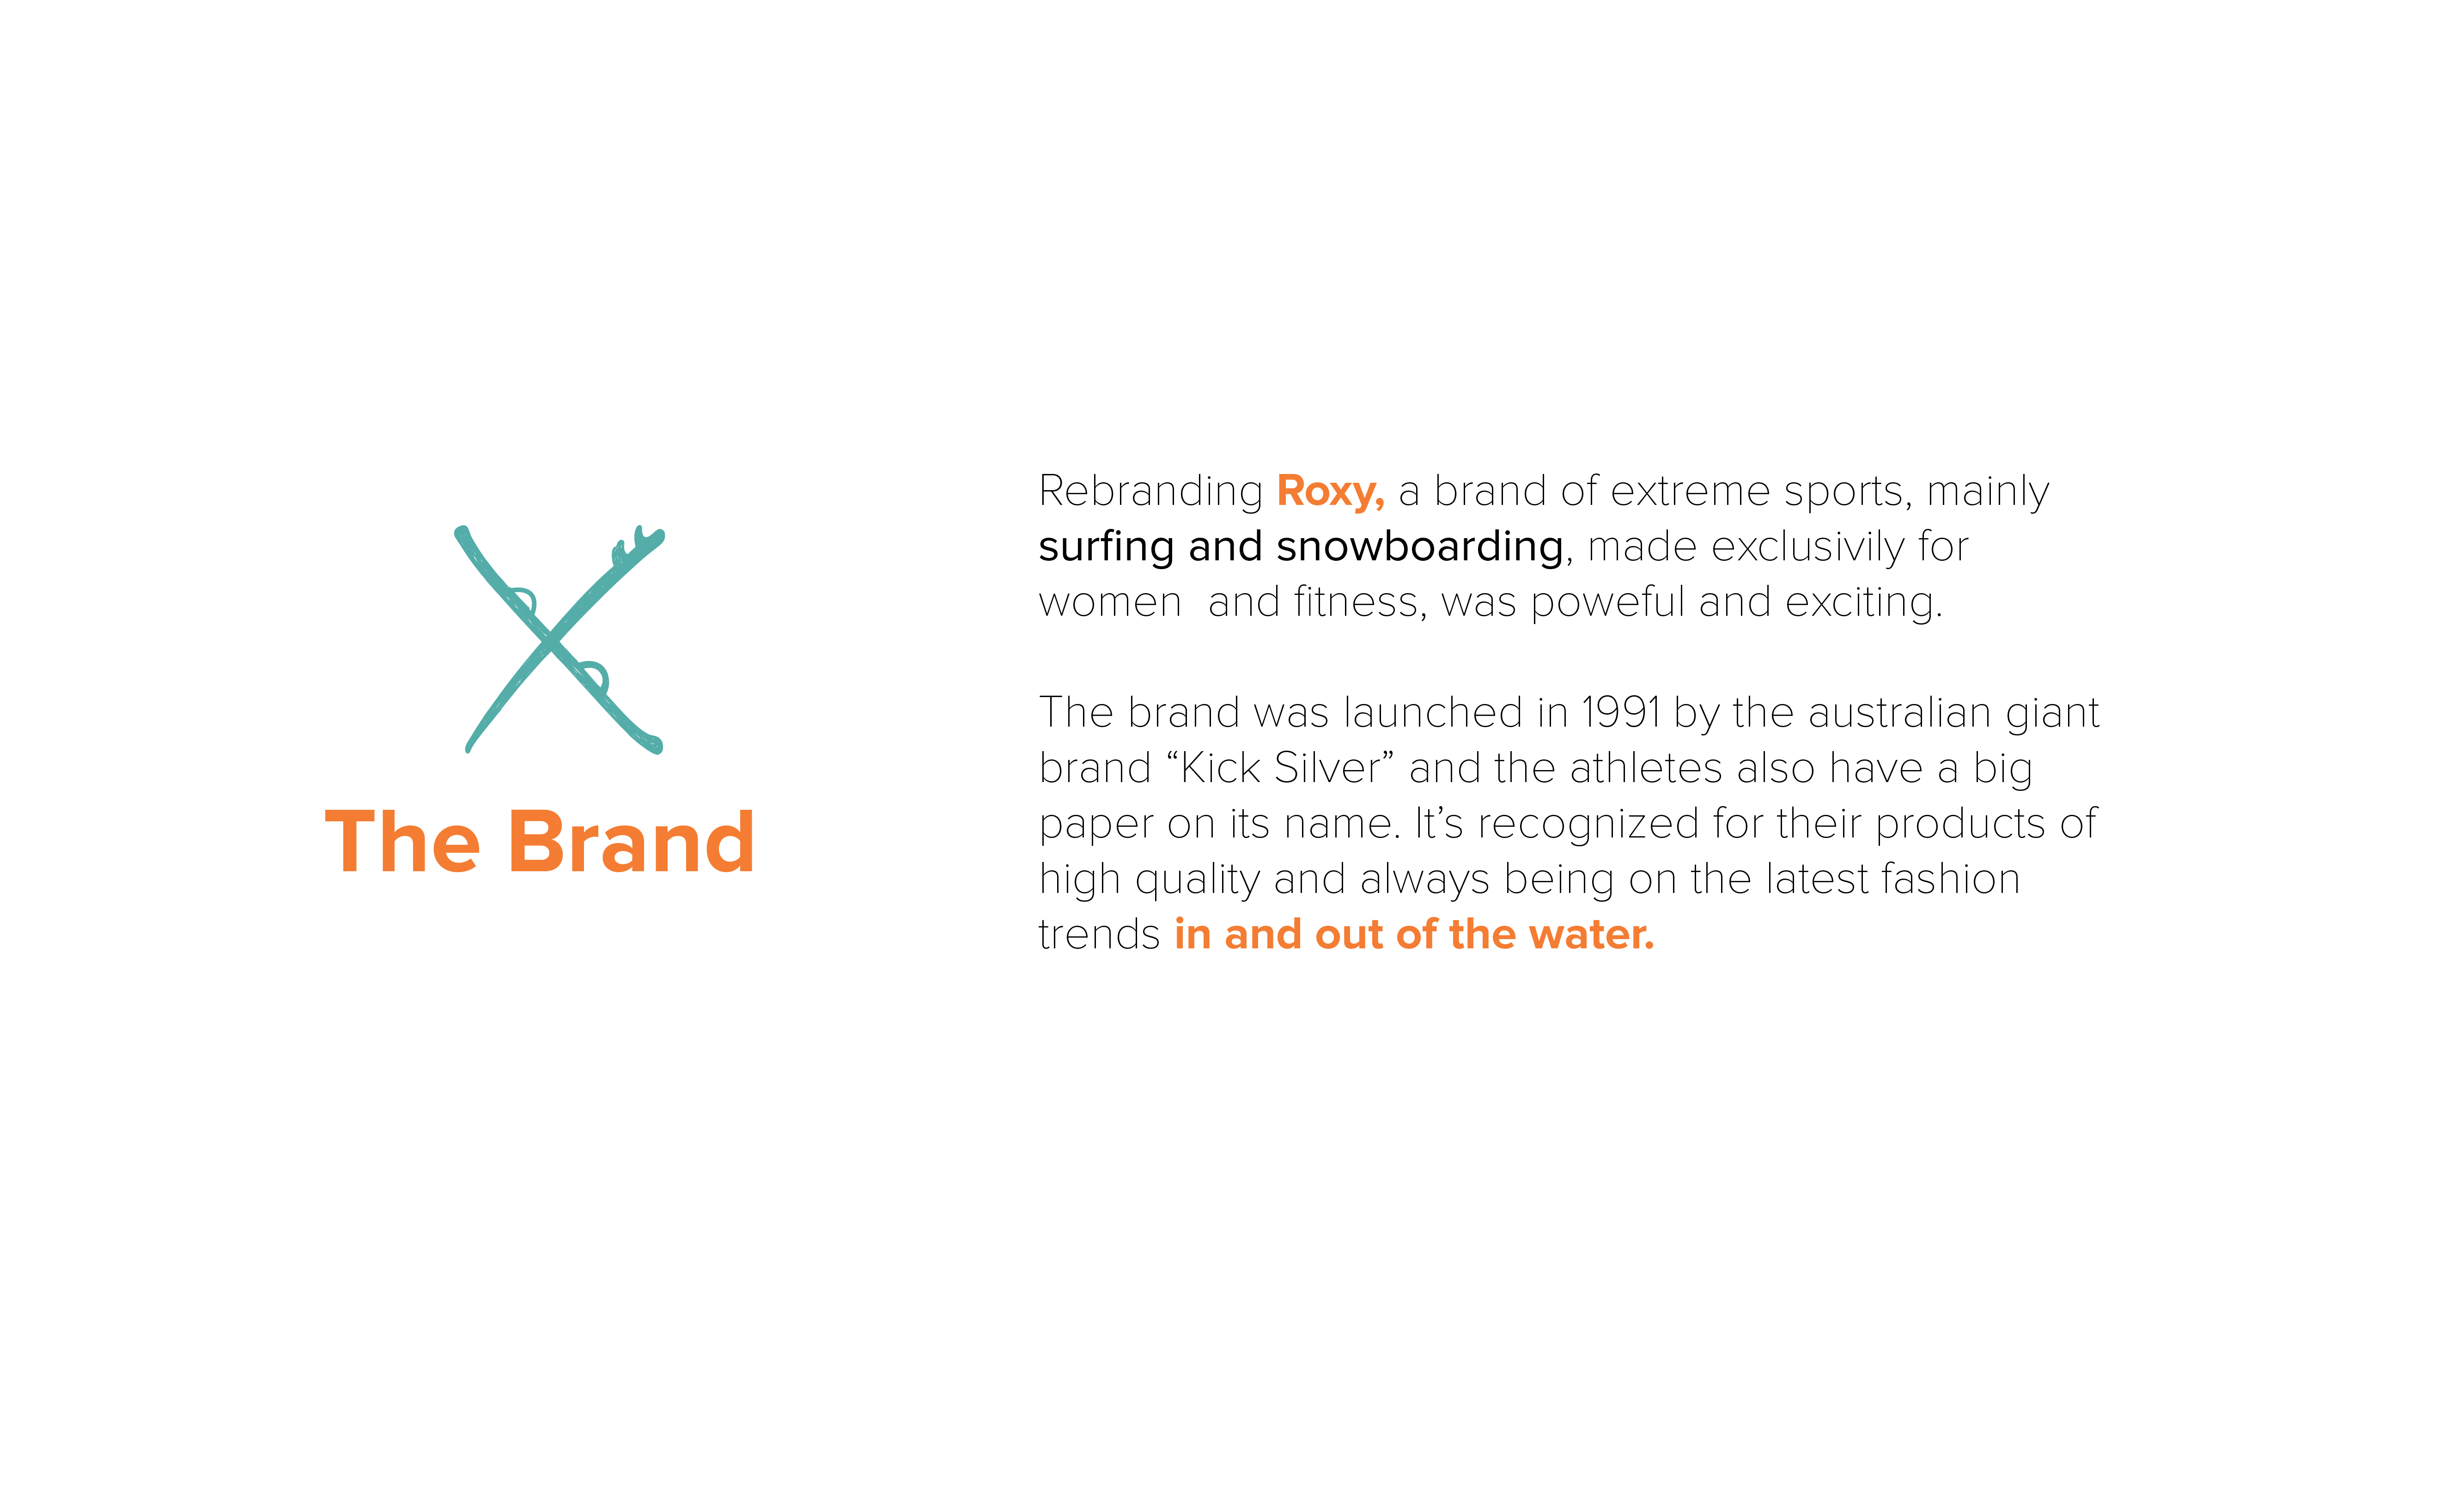 The Brand
Rebranding Roxy, a brand of extreme sports, mainly
surfing and snowboarding, made exclusivily for
women  and fitness, was poweful and exciting.
The brand was launched in 1991 by the australian giant
brand “Kick Silver” and the athletes also have a big
paper on its name. It’s recognized for their products of
high quality and always being on the latest fashion
trends in and out of the water.